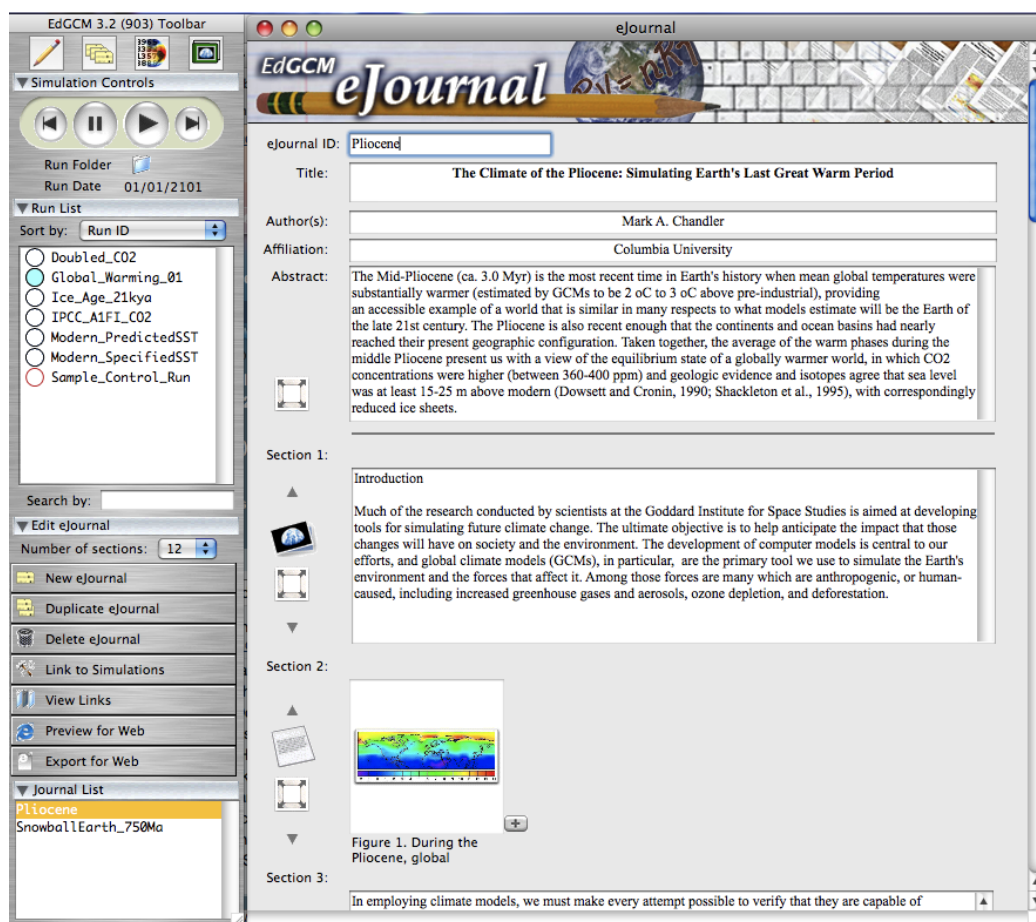 EdGCM 3.2 (903) Toolbar
Simulation Controls
Run Folder
Run Date 01/01/2101
Run List
Sort by: Run ID
Doubled_CO2
Global_Warming_01
Ice_Age_21kya
IPCC_A1FI_CO2
Modern_PredictedSST
Modern_SpecifiedSST
Sample_Control_Run
Search by:
Edit eJournal
Number of sections: 12
New eJournal
Duplicate eJournal
Delete eJournal
Link to Simulations
View Links
Preview for Web
Export for Web
Journal List
Pliocene
SnowballEarth_750Ma
eJournal
EdGCM
eJournal
PV= nRT
eJournal ID: Pliocene
Title: The Climate of the Pliocene: Simulating Earth's Last Great Warm Period
Author(s): Mark A. Chandler
Affiliation: Columbia University
Abstract: The Mid-Pliocene (ca. 3.0 Myr) is the most recent time in Earth's history when mean global temperatures were
substantially warmer (estimated by GCMs to be 2 oC to 3 oC above pre-industrial), providing
an accessible example of a world that is similar in many respects to what models estimate will be the Earth of
the late 21st century. The Pliocene is also recent enough that the continents and ocean basins had nearly
reached their present geographic configuration. Taken together, the average of the warm phases during the
middle Pliocene present us with a view of the equilibrium state of a globally warmer world, in which CO2
concentrations were higher (between 360-400 ppm) and geologic evidence and isotopes agree that sea level
was at least 15-25 m above modern (Dowsett and Cronin, 1990; Shackleton et al., 1995), with correspondingly
reduced ice sheets.
Section 1:
Introduction
Much of the research conducted by scientists at the Goddard Institute for Space Studies is aimed at developing
tools for simulating future climate change. The ultimate objective is to help anticipate the impact that those
changes will have on society and the environment. The development of computer models is central to our
efforts, and global climate models (GCMs), in particular,  are the primary tool we use to simulate the Earth's
environment and the forces that affect it. Among those forces are many which are anthropogenic, or human-
caused, including increased greenhouse gases and aerosols, ozone depletion, and deforestation.
Section 2:
Figure 1. During the
Pliocene, global
Section 3:
In employing climate models, we must make every attempt possible to verify that they are capable of